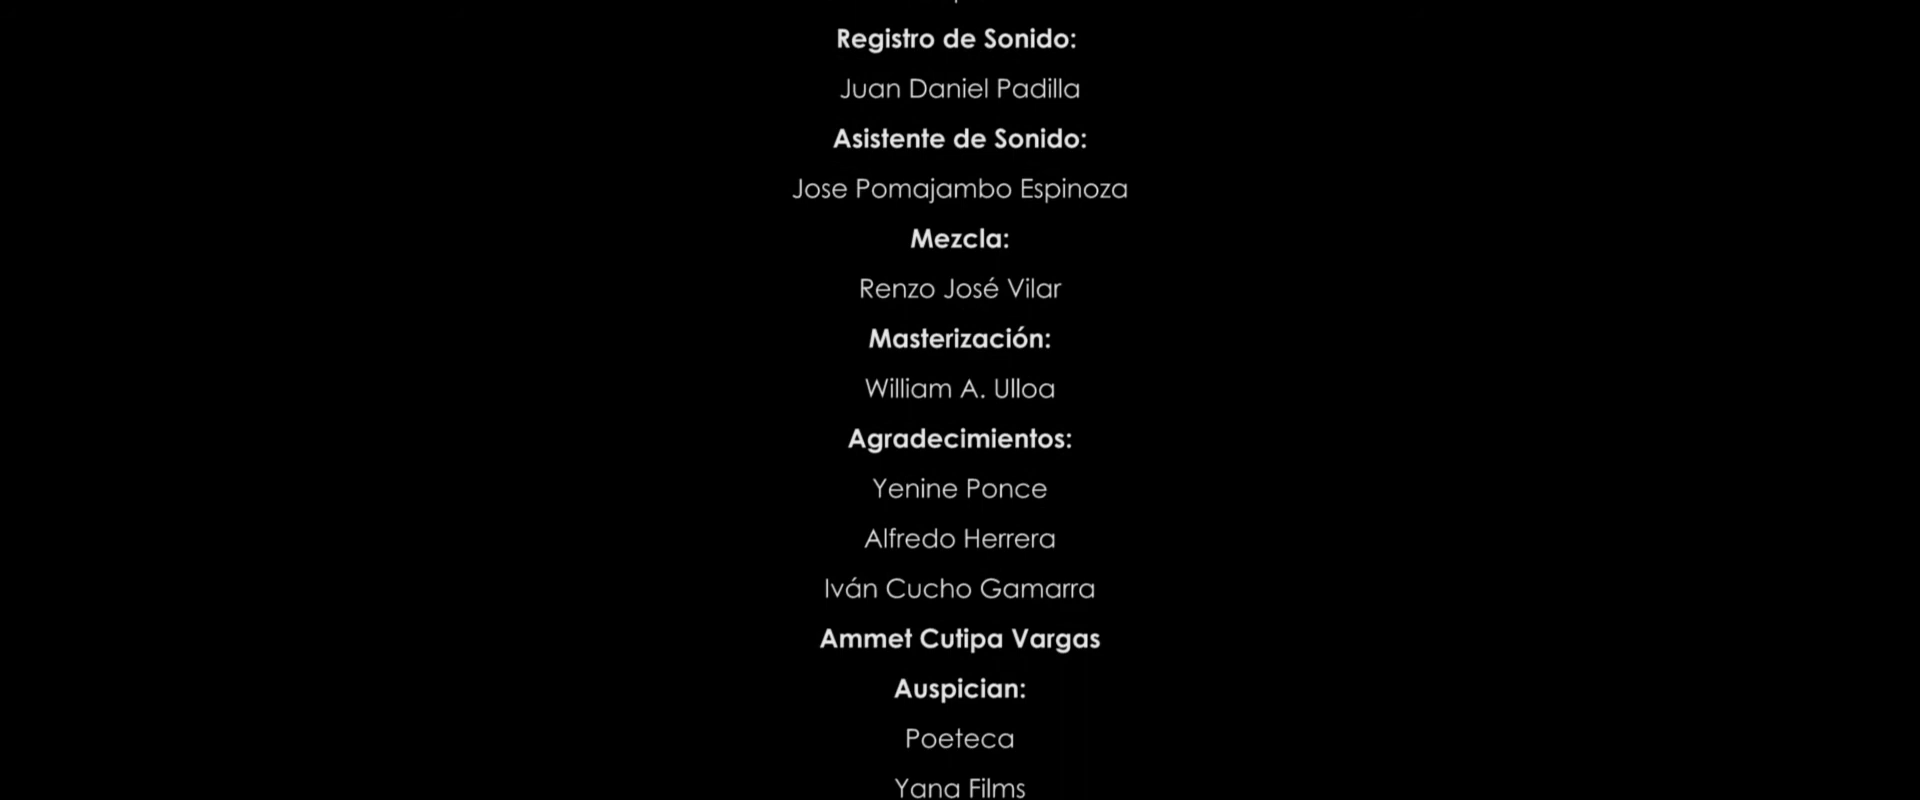 Registro de Sonido:
Juan Daniel Padilla
Asistente de Sonido:
Jose Pomajambo Espinoza
Mezcla:
Renzo José Vilar
Masterización:
William A. Ulloa
Agradecimientos:
Yenine Ponce
Alfredo Herrera
Iván Cucho Gamarra
Ammet Cutipa Vargas
Auspician:
Poeteca
Yana Films